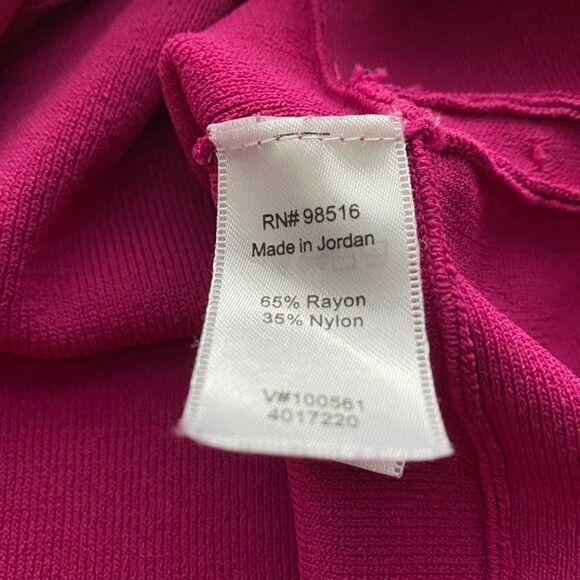 RN# 98516
Made in Jordan
65% Rayon
35% Nylon
V#100561
4017220